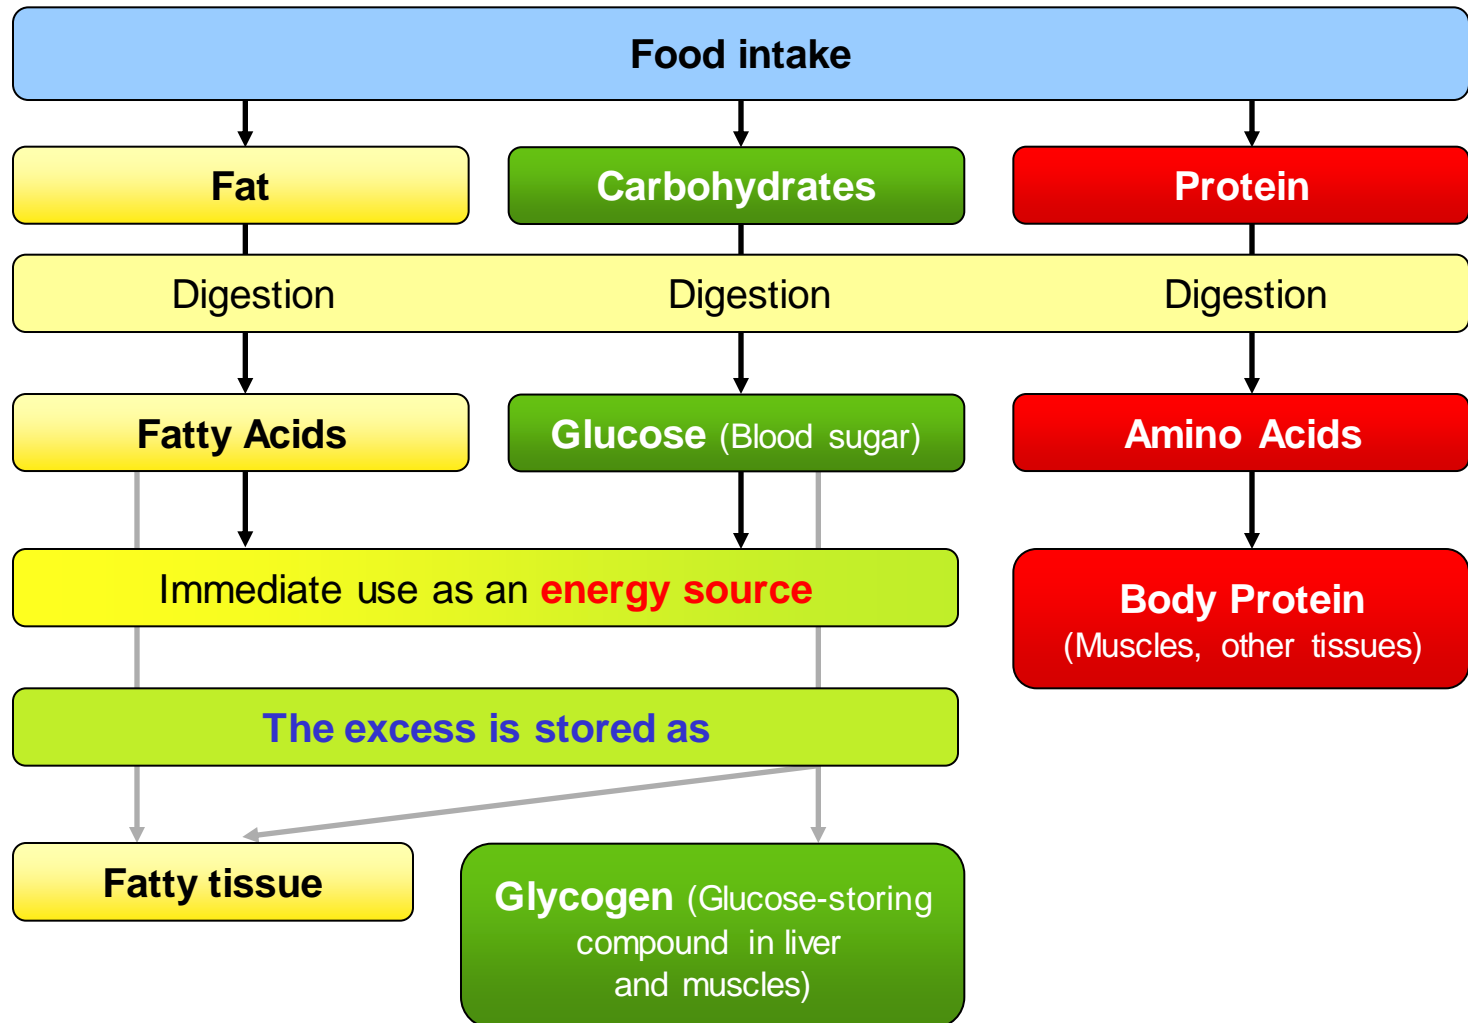 Food intake
Fat
Carbohydrates
Protein
Digestion
Digestion
Digestion
Fatty Acids
Glucose (Blood sugar)
Amino Acids
Immediate use as an energy source
Body Protein
(Muscles, other tissues)
The excess is stored as
Fatty tissue
Glycogen (Glucose-storing
compound in liver
and muscles)